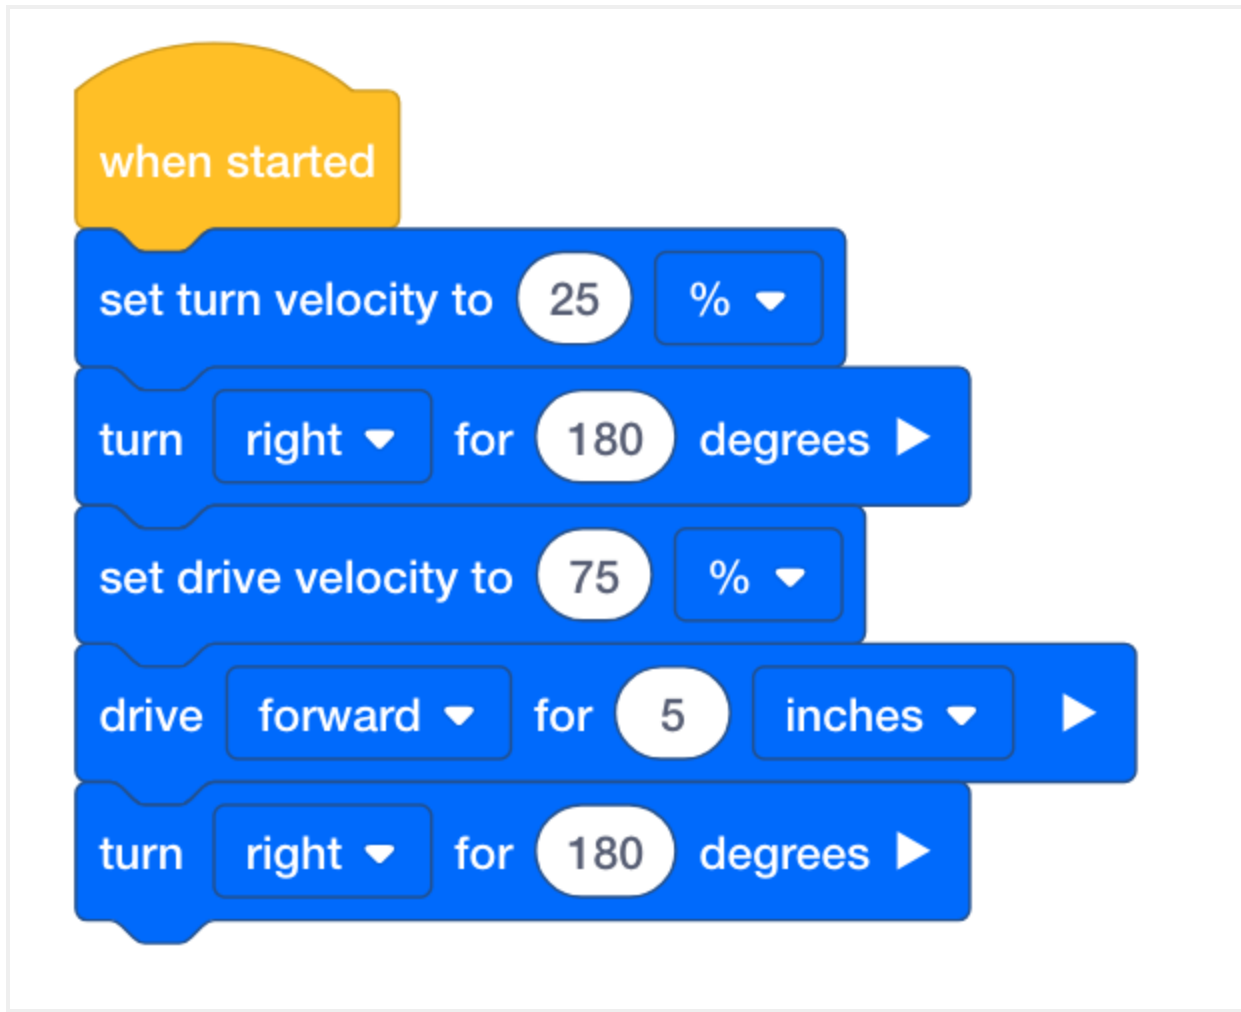 when started
set turn velocity to 25 %
turn right for 180 degrees
set drive velocity to 75 %
drive forward for 5 inches
turn right for 180 degrees